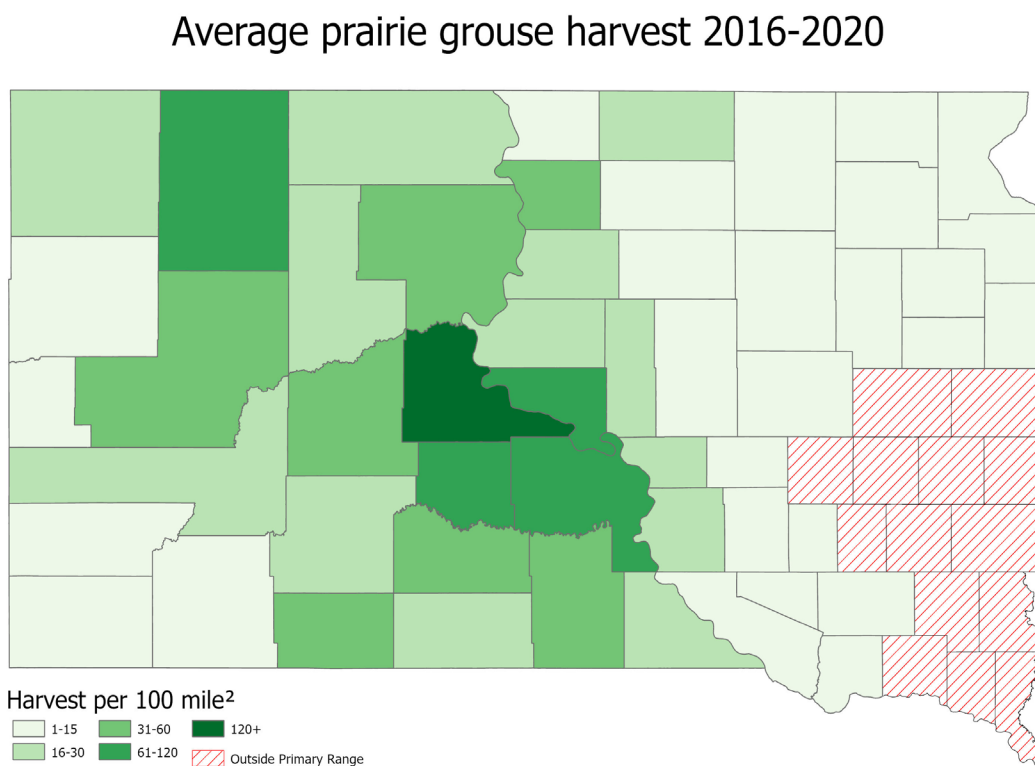 Average prairie grouse harvest 2016-2020
Harvest per 100 mile²
1-15
31-60
120+
16-30
61-120
Outside Primary Range